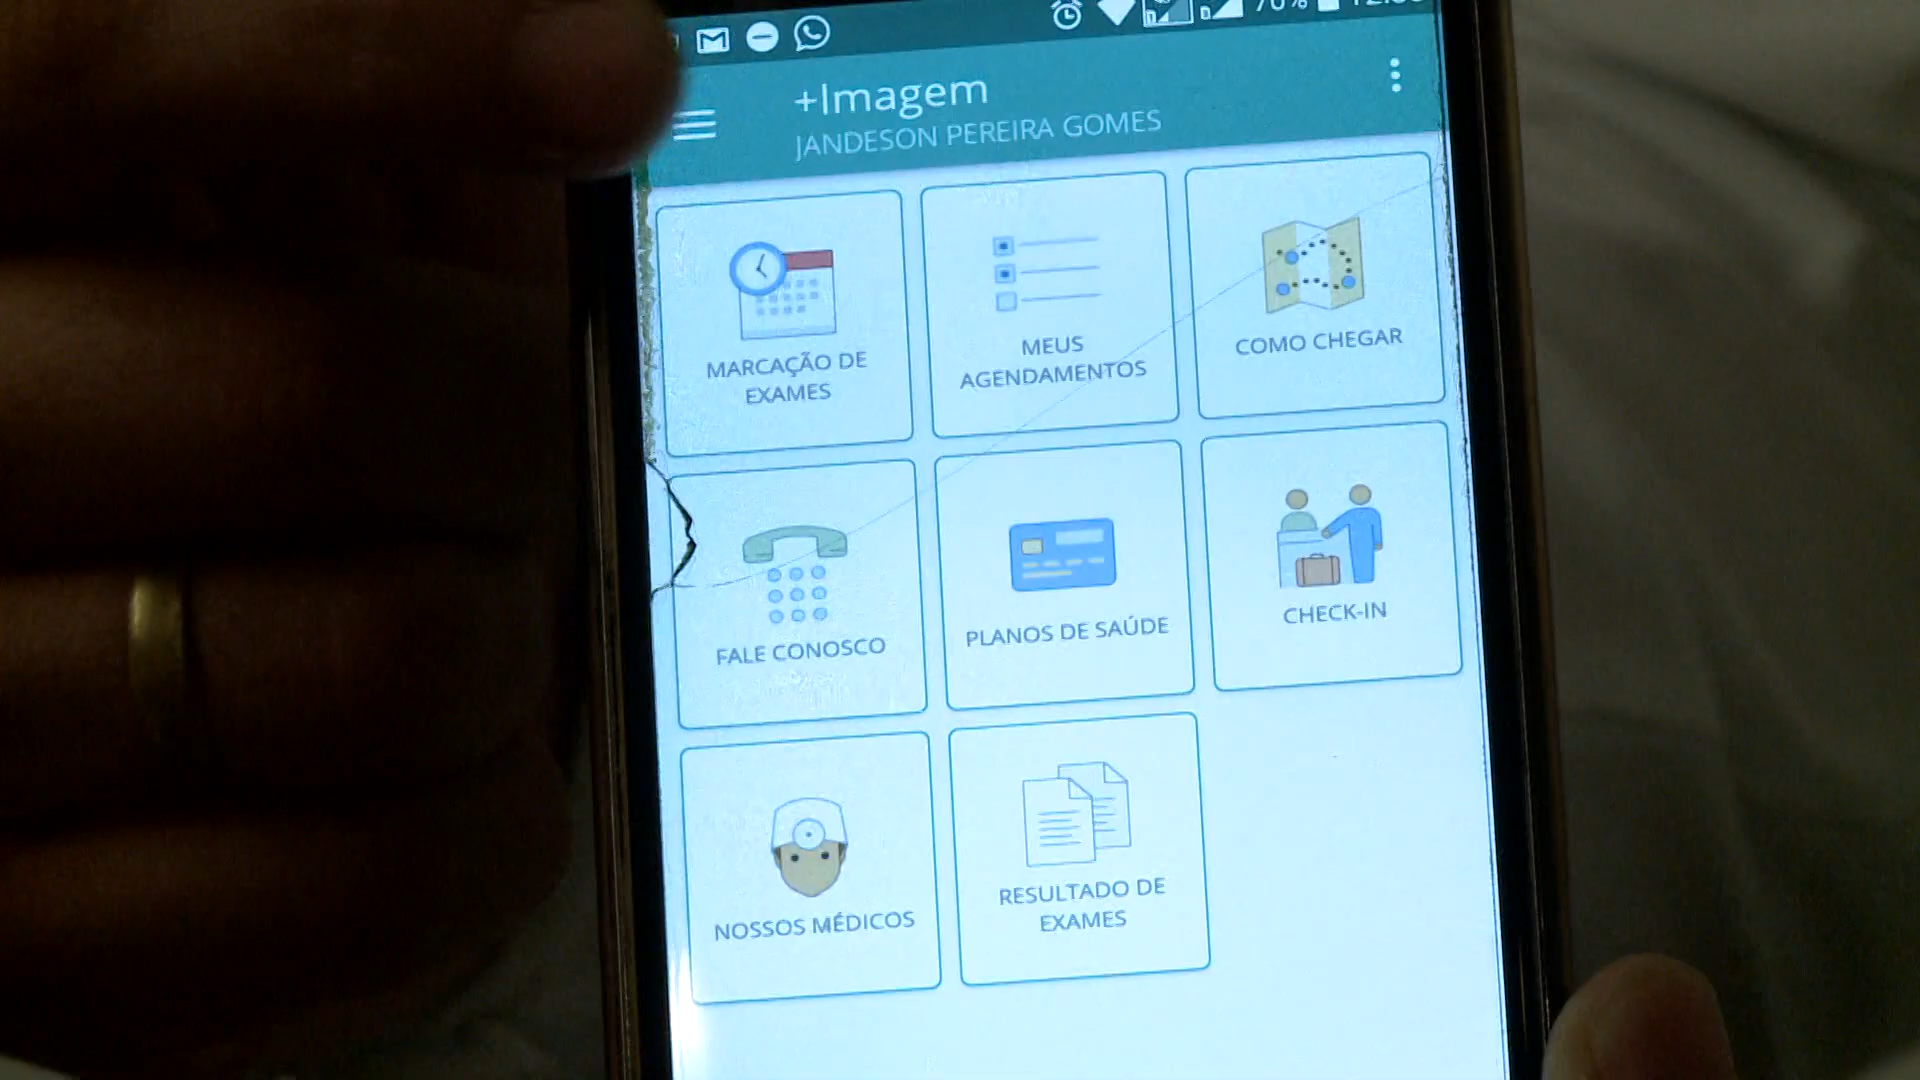 +Imagem
JANDESON PEREIRA GOMES
MARCAÇÃO DE
EXAMES
MEUS
AGENDAMENTOS
COMO CHEGAR
FALE CONOSCO
PLANOS DE SAÚDE
CHECK-IN
NOSSOS MÉDICOS
RESULTADO DE
EXAMES